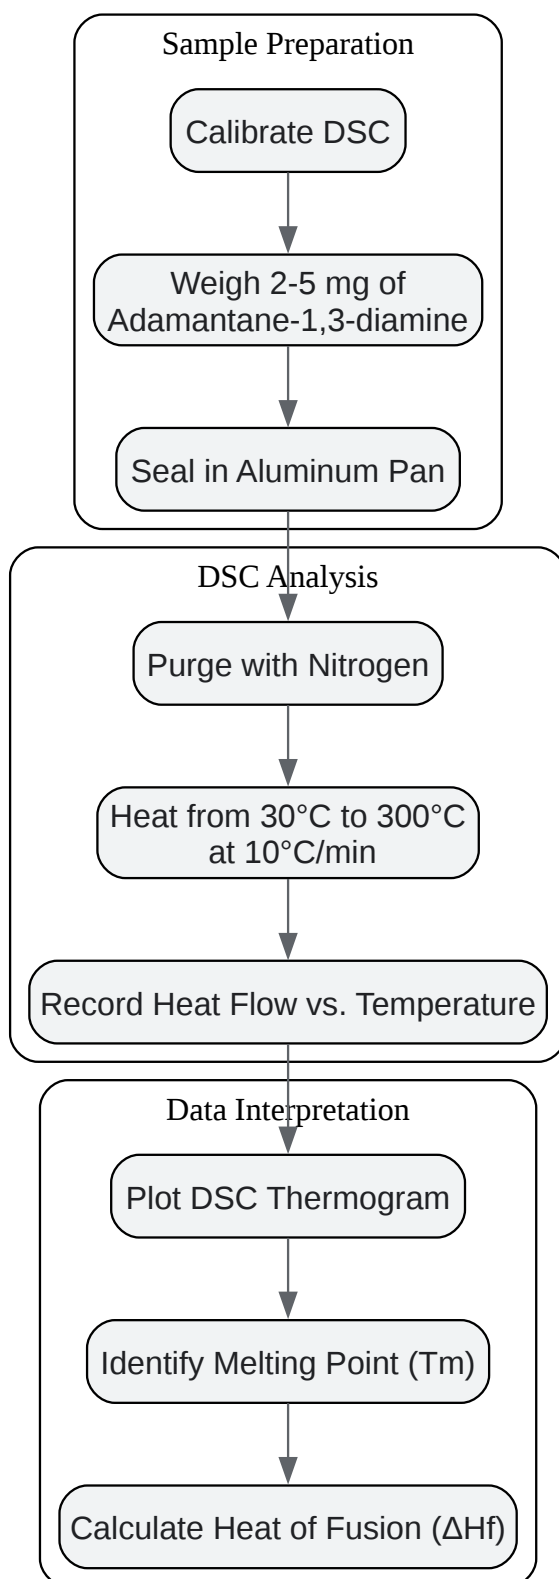 Sample Preparation
Calibrate DSC
Weigh 2-5 mg of
Adamantane-1,3-diamine
Seal in Aluminum Pan
DSC Analysis
Purge with Nitrogen
Heat from 30°C to 300°C
at 10°C/min
Record Heat Flow vs. Temperature
Data Interpretation
Plot DSC Thermogram
Identify Melting Point (Tm)
Calculate Heat of Fusion (ΔHf)